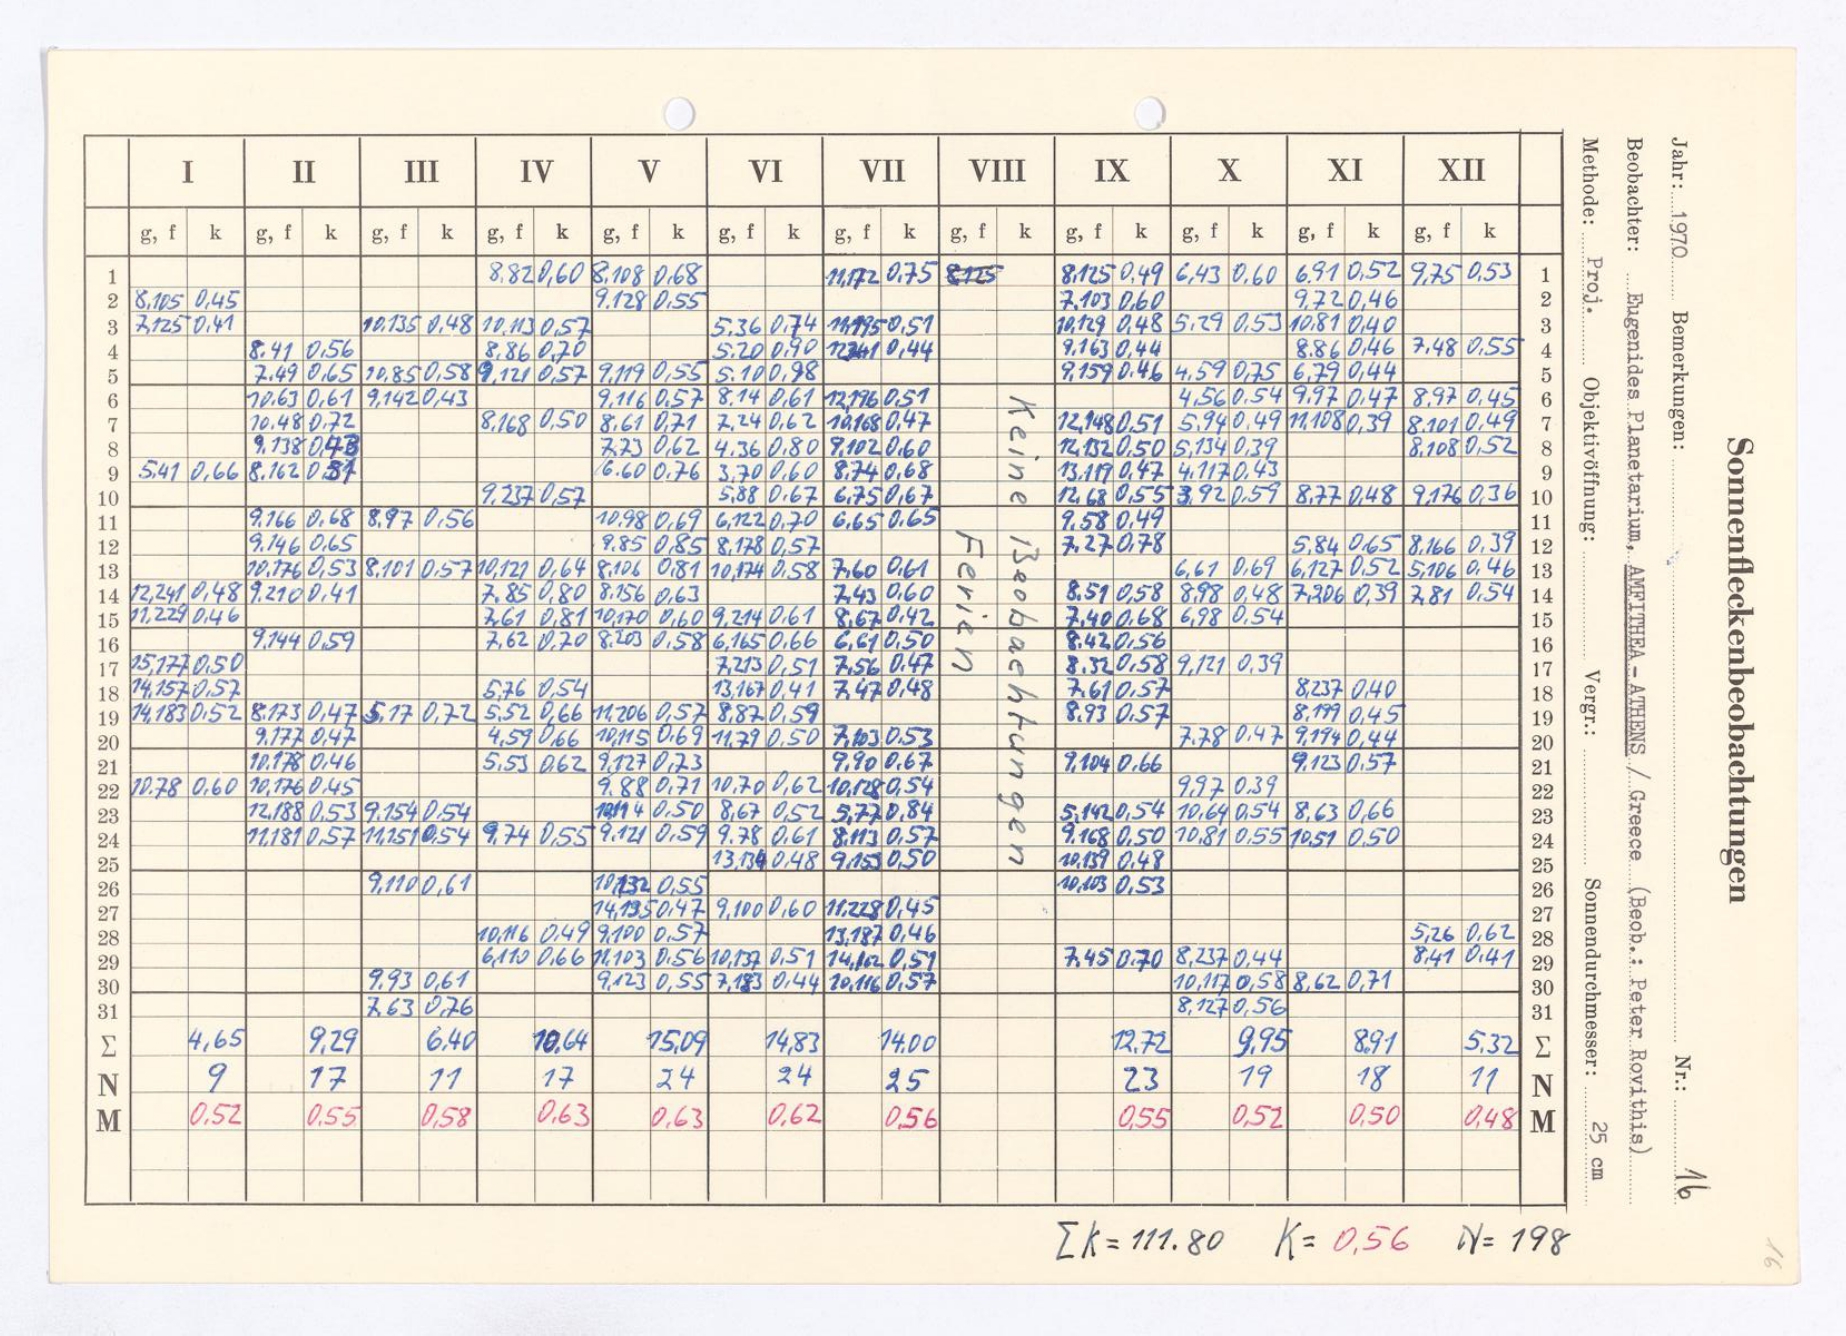 Sonnenfleckenbeobachtungen
Jahr: 1970 Bemerkungen: Nr.: 16
Beobachter: Eugenides Planetarium, AMFITHEA-ATHENS / Greece (Beob.: Peter Rovithis)
Methode: Proj. Objektivöffnung: Vergr.: Sonnendurchmesser: 25 cm
I II III IV V VI VII VIII IX X XI XII
g, f k g, f k g, f k g, f k g, f k g, f k g, f k g, f k g, f k g, f k g, f k g, f k
1 8.82 0,60 8,108 0,68 11,172 0,75 8,125 0,49 6,43 0,60 6,91 0,52 9,75 0,53 1
2 8,105 0,45 9,128 0,55 7,103 0,60 9,72 0,46 2
3 7,125 0,41 10,135 0,48 10,113 0,57 5,36 0,74 11,195 0,51 10,129 0,48 5,29 0,53 10,81 0,40 3
4 8,41 0,56 8,86 0,70 5,20 0,90 0,44 9,163 0,44 8,86 0,46 7,48 0,55 4
5 7,49 0,65 10,85 0,58 9,121 0,57 9,119 0,55 5,10 0,98 9,159 0.46 4,59 0,75 6,79 0,44 5
6 10.63 0,61 9,142 0,43 9,116 0,57 8,14 0,61 12,196 0,51 4,56 0,54 9,97 0,47 8,97 0,45 6
7 10,48 0,72 8,168 0,50 8,61 0,71 7,24 0,62 10,168 0,47 12,148 0,51 5,94 0,49 11,108 0,39 8,101 0,49 7
8 9,138 7,73 0,62 4,36 0,80 9,102 0,60 12,132 0,50 5,134 0,39 8,108 0,52 8
9 5,41 0,66 8,162 6.60 0,76 3,70 0,60 8,74 0,68 13,119 0,47 4,117 0,43 9
10 9,237 0,57 5,88 0,67 6,75 0,67 12,68 0,55 3,92 0,59 8,77 0,48 9,176 0,36 10
11 9,166 0,68 8,97 0,56 10,98 0,69 6,122 0,70 6,65 0,65 9,58 0,49 11
12 9,146 0,65 9,85 0,85 8,178 0,57 7,27 0,78 5,84 0,65 8,166 0,39 12
13 10,176 0,53 8,101 0,57 10,121 0,64 8,106 0,81 10,174 0,58 7,60 0,61 6,61 0,69 6,127 0,52 5,106 0,46 13
14 12,241 0,48 9,210 0,41 7,85 0,80 8,156 0,63 7,43 0,60 8,51 0,58 8,98 0,48 7,206 0,39 7,81 0,54 14
15 11,229 0,46 7,61 0,81 10,170 0,60 9,214 0,61 8,67 0,42 7,40 0,68 6,98 0,54 15
16 9,144 0,59 7,62 0,70 8,203 0,58 6,165 0,66 6,61 0,50 8,42 0,56 16
17 15,177 0,50 7,213 0,51 7,56 0,47 8,32 0,58 9,121 0,39 17
18 14,157 0,57 5,76 0,54 13,167 0,41 7,47 0,48 7,61 0,57 8,237 0,40 18
19 14,183 0,52 8,173 0,47 5,17 0,72 5,52 0,66 11,206 0,57 8,87 0,59 8,93 0,57 8,199 0,45 19
20 9,177 0,47 4,59 0,66 10,115 0,69 11,79 0,50 7,103 0,53 7,78 0,47 9,194 0,44 20
21 10,178 0,46 5,53 0,62 9,127 0,73 9,90 0,67 9,104 0,66 9,123 0,57 21
22 10,78 0,60 10,176 0,45 9,88 0,71 10,70 0,62 10,128 0,54 9,97 0,39 22
23 12,188 0,53 9,154 0,54 0,50 8,67 0,52 5,77 0,84 5,142 0,54 10,64 0,54 8,63 0,66 23
24 11,181 0,57 11,151 0,54 9,74 0,55 9,121 0,59 9,78 0,61 8,113 0,57 9,168 0,50 10,81 0,55 10,51 0,50 24
25 13,134 0,48 9,153 0,50 10,139 0,48 25
26 9,110 0,61 10,132 0,55 10,103 0,53 26
27 14,195 0,47 9,100 0,60 11,228 0,45 27
28 10,116 0,49 9,100 0,57 13,187 0,46 5,26 0,62 28
29 6,110 0,66 11,103 0,56 10,137 0,51 14,162 0,51 7,45 0,70 8,237 0,44 8,41 0,41 29
30 9,93 0,61 9,123 0,55 7,183 0,44 10,116 0,57 10,117 0,58 8,62 0,71 30
31 7,63 0,76 8,127 0,56 31
Keine Beobachtungen
Ferien
Σ 4,65 9,29 6,40 10,64 15,09 14,83 14,00 12,72 9,95 8,91 5,32 Σ
N 9 17 11 17 24 24 25 23 19 18 11 N
M 0,52 0,55 0,58 0,63 0,63 0,62 0,56 0,55 0,52 0,50 0,48 M
Σk = 111.80 K = 0,56 N = 198
16